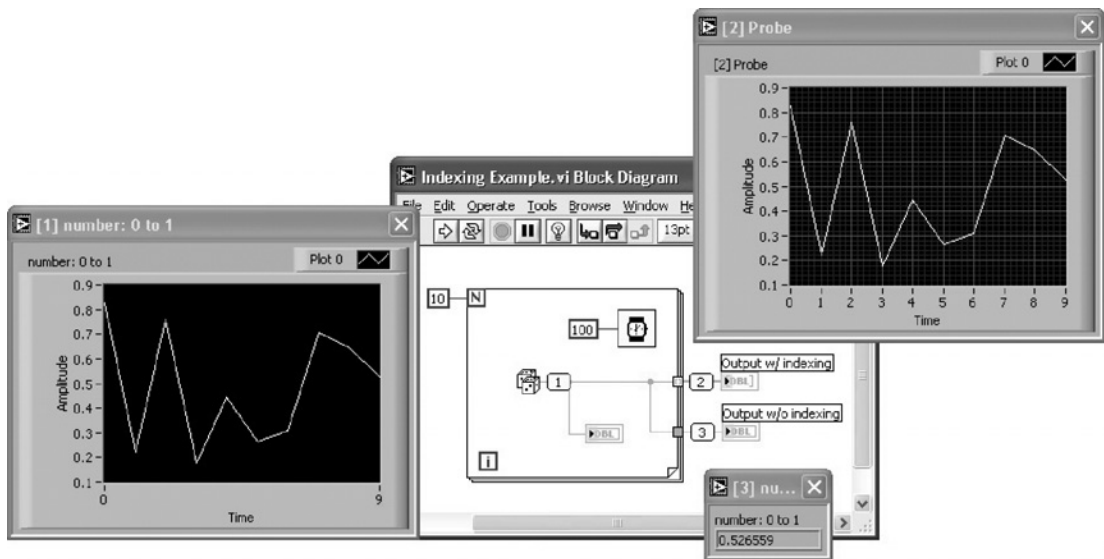 [2] Probe
[2] Probe
Plot 0
0.9
0.8
0.7
0.6
0.5
0.4
0.3
0.2
0.1
Amplitude
0 1 2 3 4 5 6 7 8 9
Time
Indexing Example.vi Block Diagram
File Edit Operate Tools Browse Window
13pt
10 N
100
1
DBL
i
Output w/ indexing
2 DBL
Output w/o indexing
3 DBL
[1] number: 0 to 1
number: 0 to 1
Plot 0
0.9
0.8
0.7
0.6
0.5
0.4
0.3
0.2
0.1
Amplitude
0 9
Time
[3] nu...
number: 0 to 1
0.526559